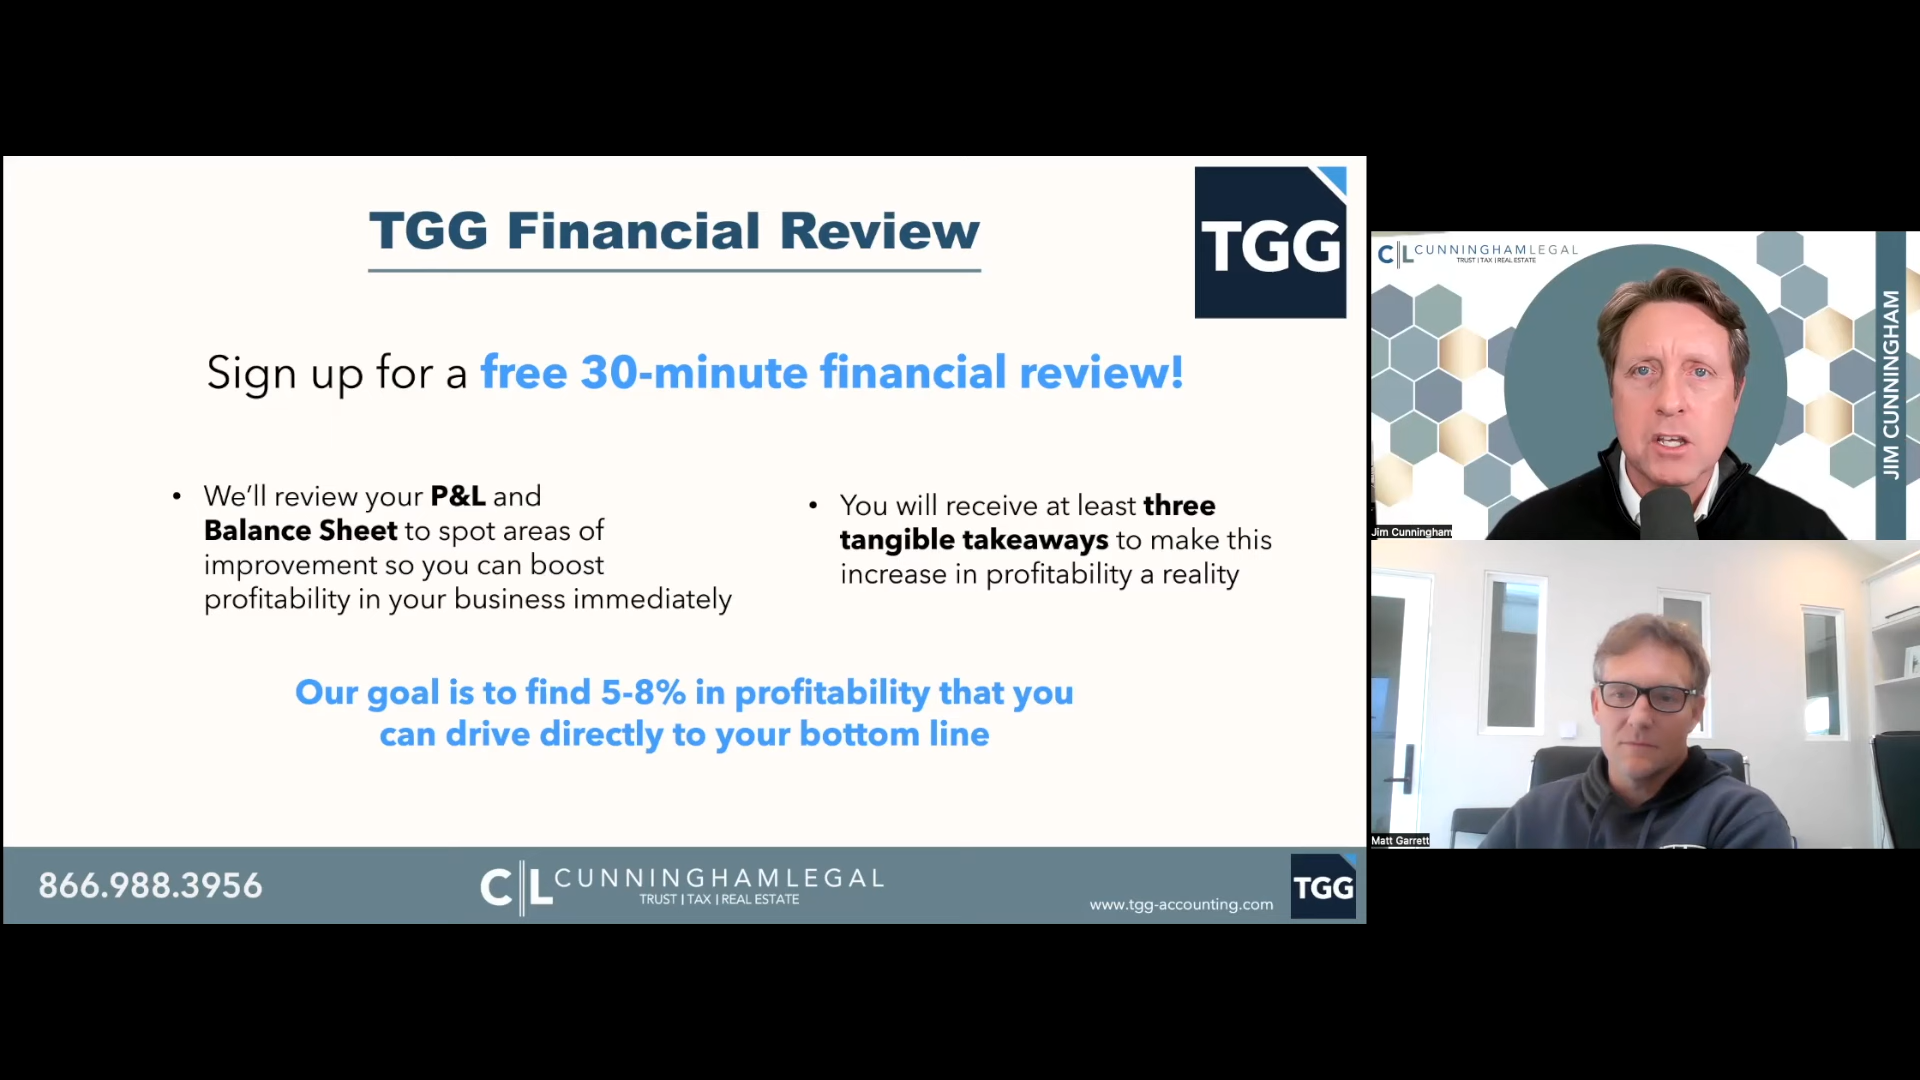 TGG Financial Review
TGG
Sign up for a free 30-minute financial review!
• We’ll review your P&L and
Balance Sheet to spot areas of
improvement so you can boost
profitability in your business immediately
• You will receive at least three
tangible takeaways to make this
increase in profitability a reality
Our goal is to find 5-8% in profitability that you
can drive directly to your bottom line
866.988.3956
CL CUNNINGHAMLEGAL
TRUST | TAX | REAL ESTATE
www.tgg-accounting.com
TGG
CL CUNNINGHAMLEGAL
TRUST | TAX | REAL ESTATE
JIM CUNNINGHAM
Jim Cunningham
Matt Garrett